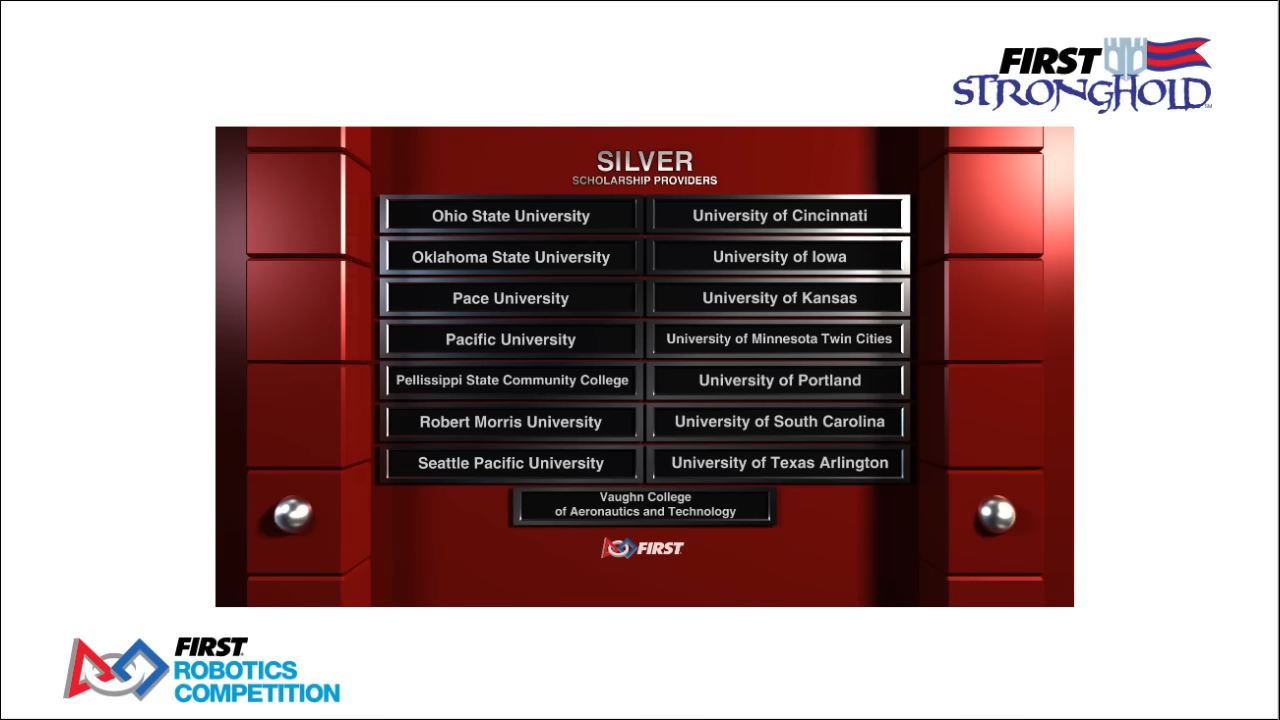 FIRST
STRONGHOLD
SILVER
SCHOLARSHIP PROVIDERS
Ohio State University
University of Cincinnati
Oklahoma State University
University of Iowa
Pace University
University of Kansas
Pacific University
University of Minnesota Twin Cities
Pellissippi State Community College
University of Portland
Robert Morris University
University of South Carolina
Seattle Pacific University
University of Texas Arlington
Vaughn College
of Aeronautics and Technology
FIRST
FIRST
ROBOTICS
COMPETITION